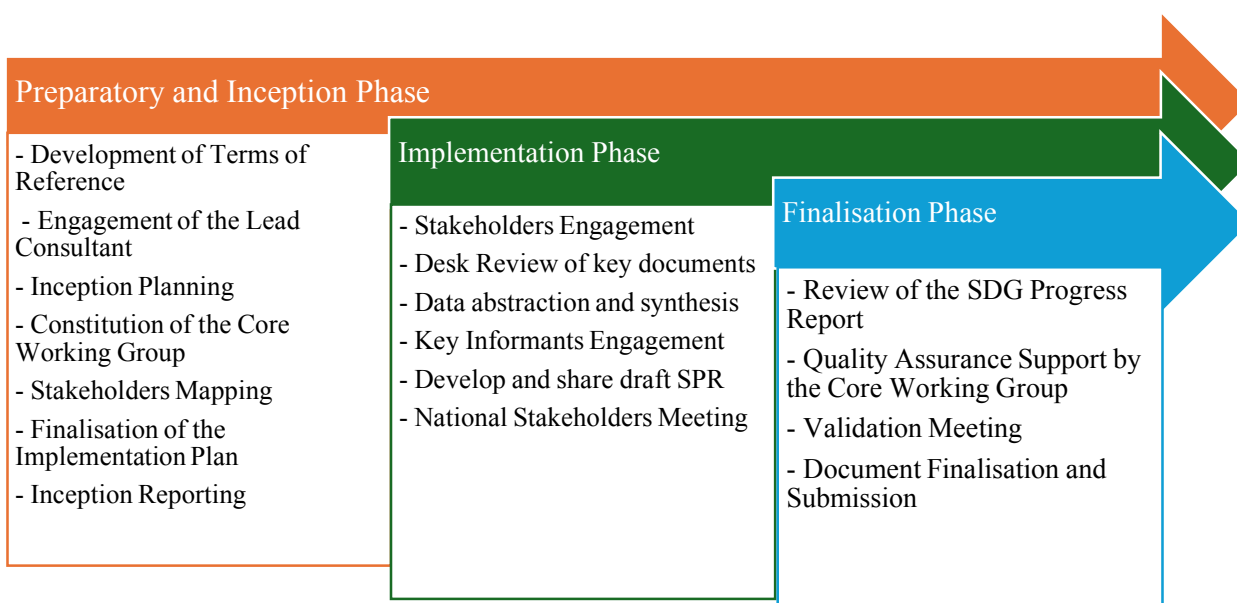 Preparatory and Inception Phase
- Development of Terms of
Reference
- Engagement of the Lead
Consultant
- Inception Planning
- Constitution of the Core
Working Group
- Stakeholders Mapping
- Finalisation of the
Implementation Plan
- Inception Reporting
Implementation Phase
- Stakeholders Engagement
- Desk Review of key documents
- Data abstraction and synthesis
- Key Informants Engagement
- Develop and share draft SPR
- National Stakeholders Meeting
Finalisation Phase
- Review of the SDG Progress
Report
- Quality Assurance Support by
the Core Working Group
- Validation Meeting
- Document Finalisation and
Submission